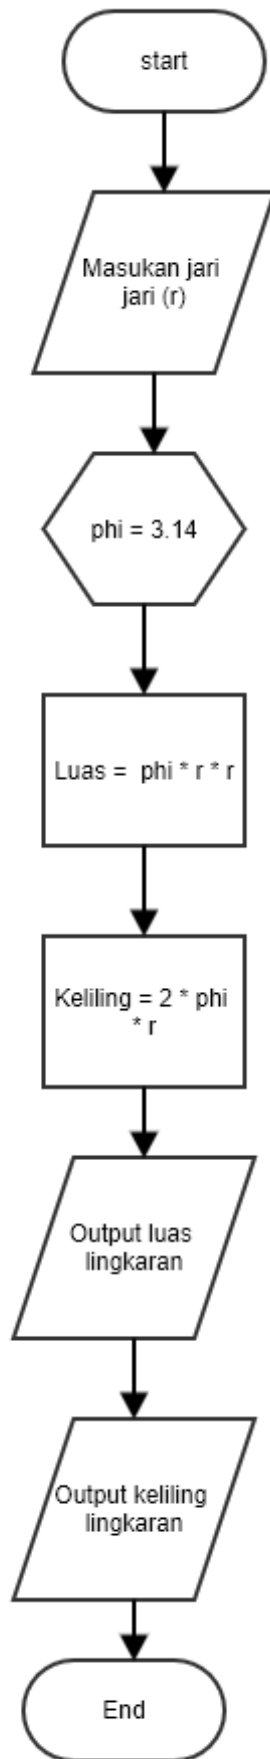 start
Masukan jari
jari (r)
phi = 3.14
Luas =  phi * r * r
Keliling = 2 * phi
* r
Output luas
lingkaran
Output keliling
lingkaran
End